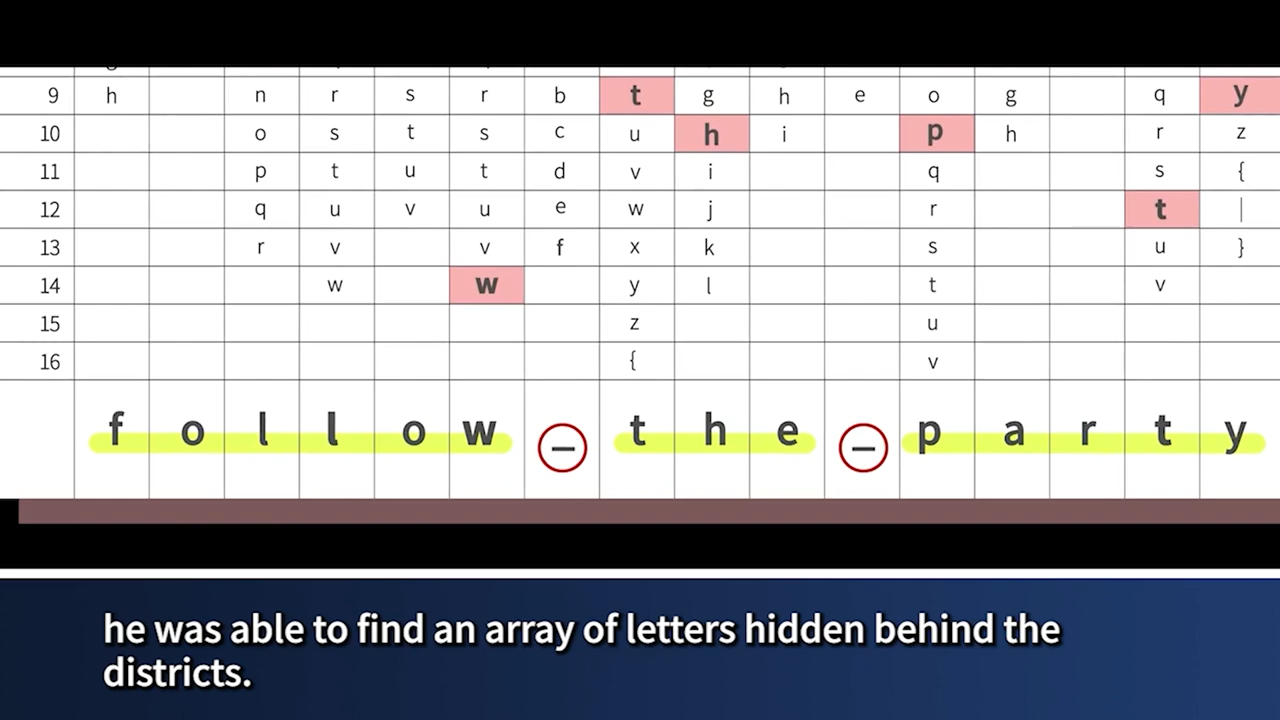 9 h n r s r b t g h e o g q y
10 o s t s c u h i p h r z
11 p t u t d v i q s {
12 q u v u e w j r t |
13 r v v f x k s u }
14 w w y l t v
15 z u
16 { v
f o l l o w _ t h e _ p a r t y
he was able to find an array of letters hidden behind the
districts.